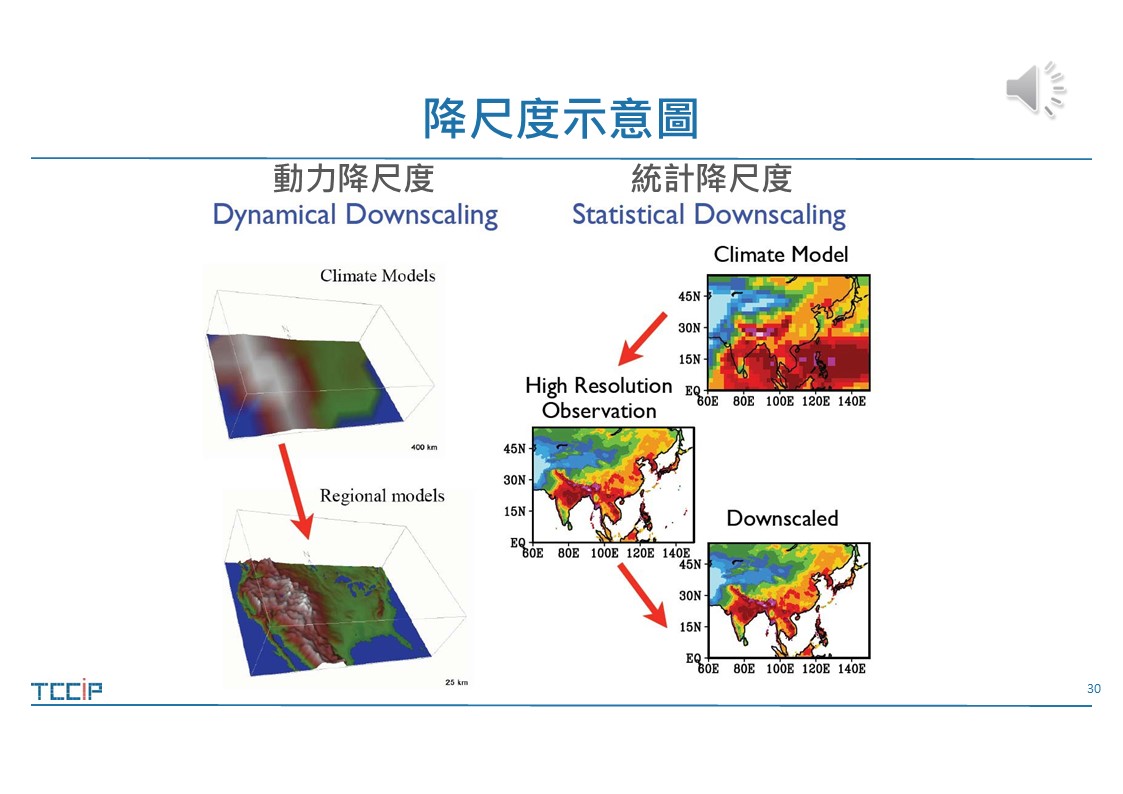 降尺度示意圖
動力降尺度
Dynamical Downscaling
Climate Models
400 km
Regional models
25 km
統計降尺度
Statistical Downscaling
Climate Model
45N
30N
15N
EQ
60E 80E 100E 120E 140E
High Resolution
Observation
45N
30N
15N
EQ
60E 80E 100E 120E 140E
Downscaled
45N
30N
15N
EQ
60E 80E 100E 120E 140E
TCCiP
30